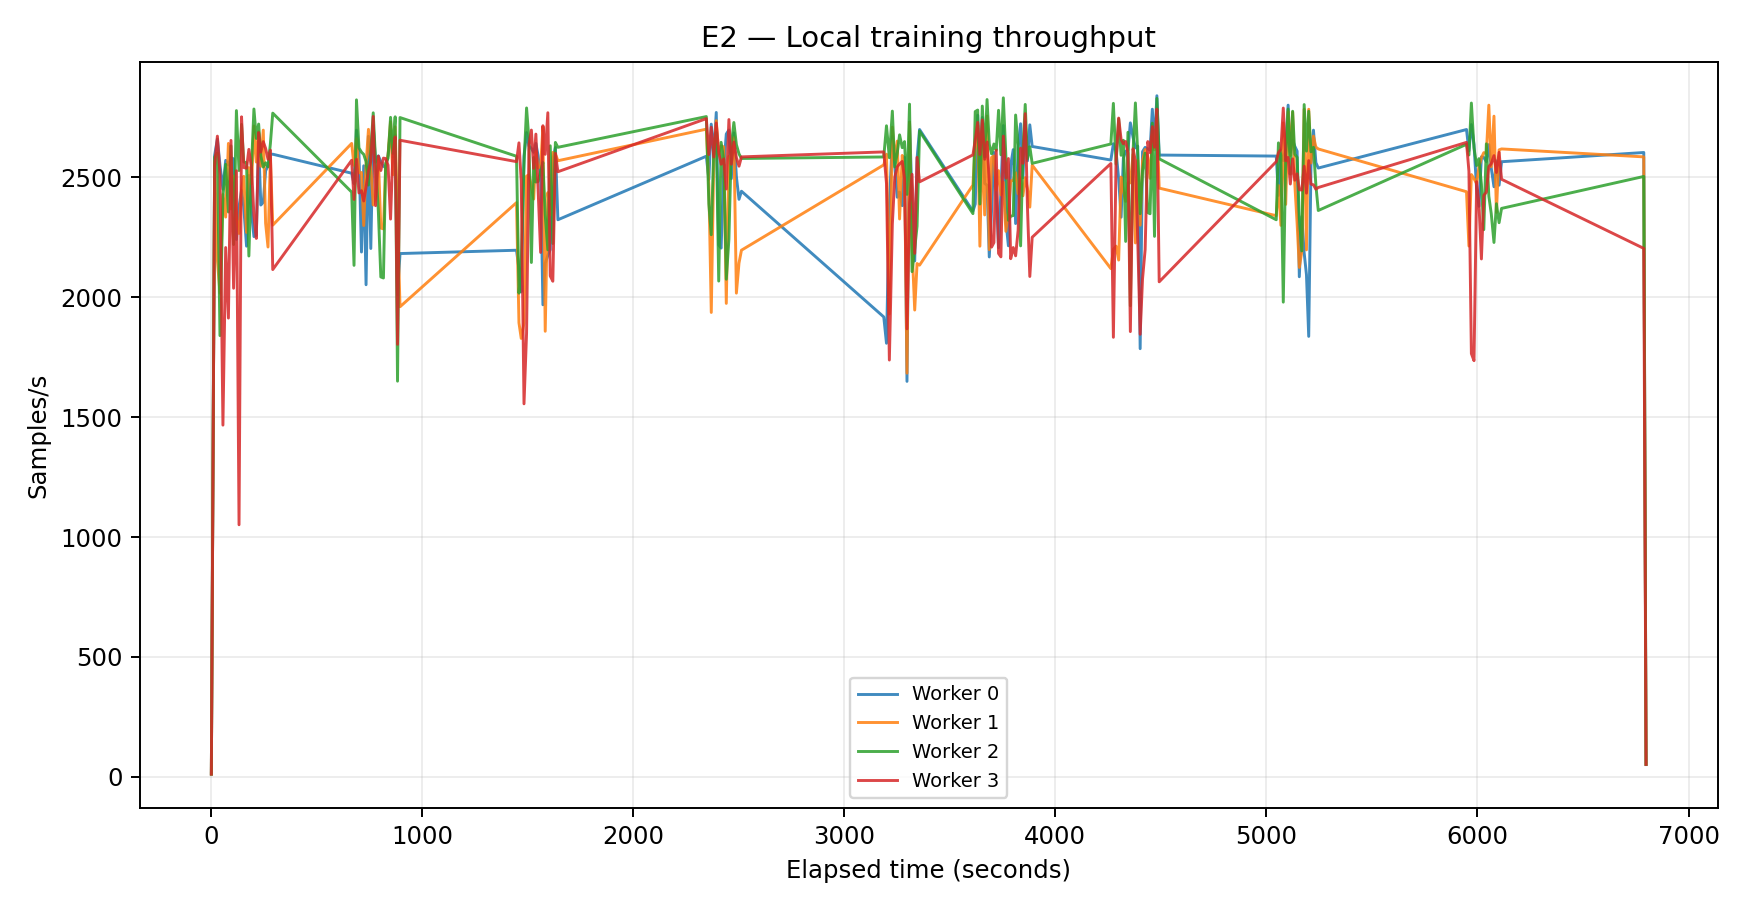 E2 — Local training throughput
Samples/s
2500
2000
1500
1000
500
0
Worker 0
Worker 1
Worker 2
Worker 3
0 1000 2000 3000 4000 5000 6000 7000
Elapsed time (seconds)